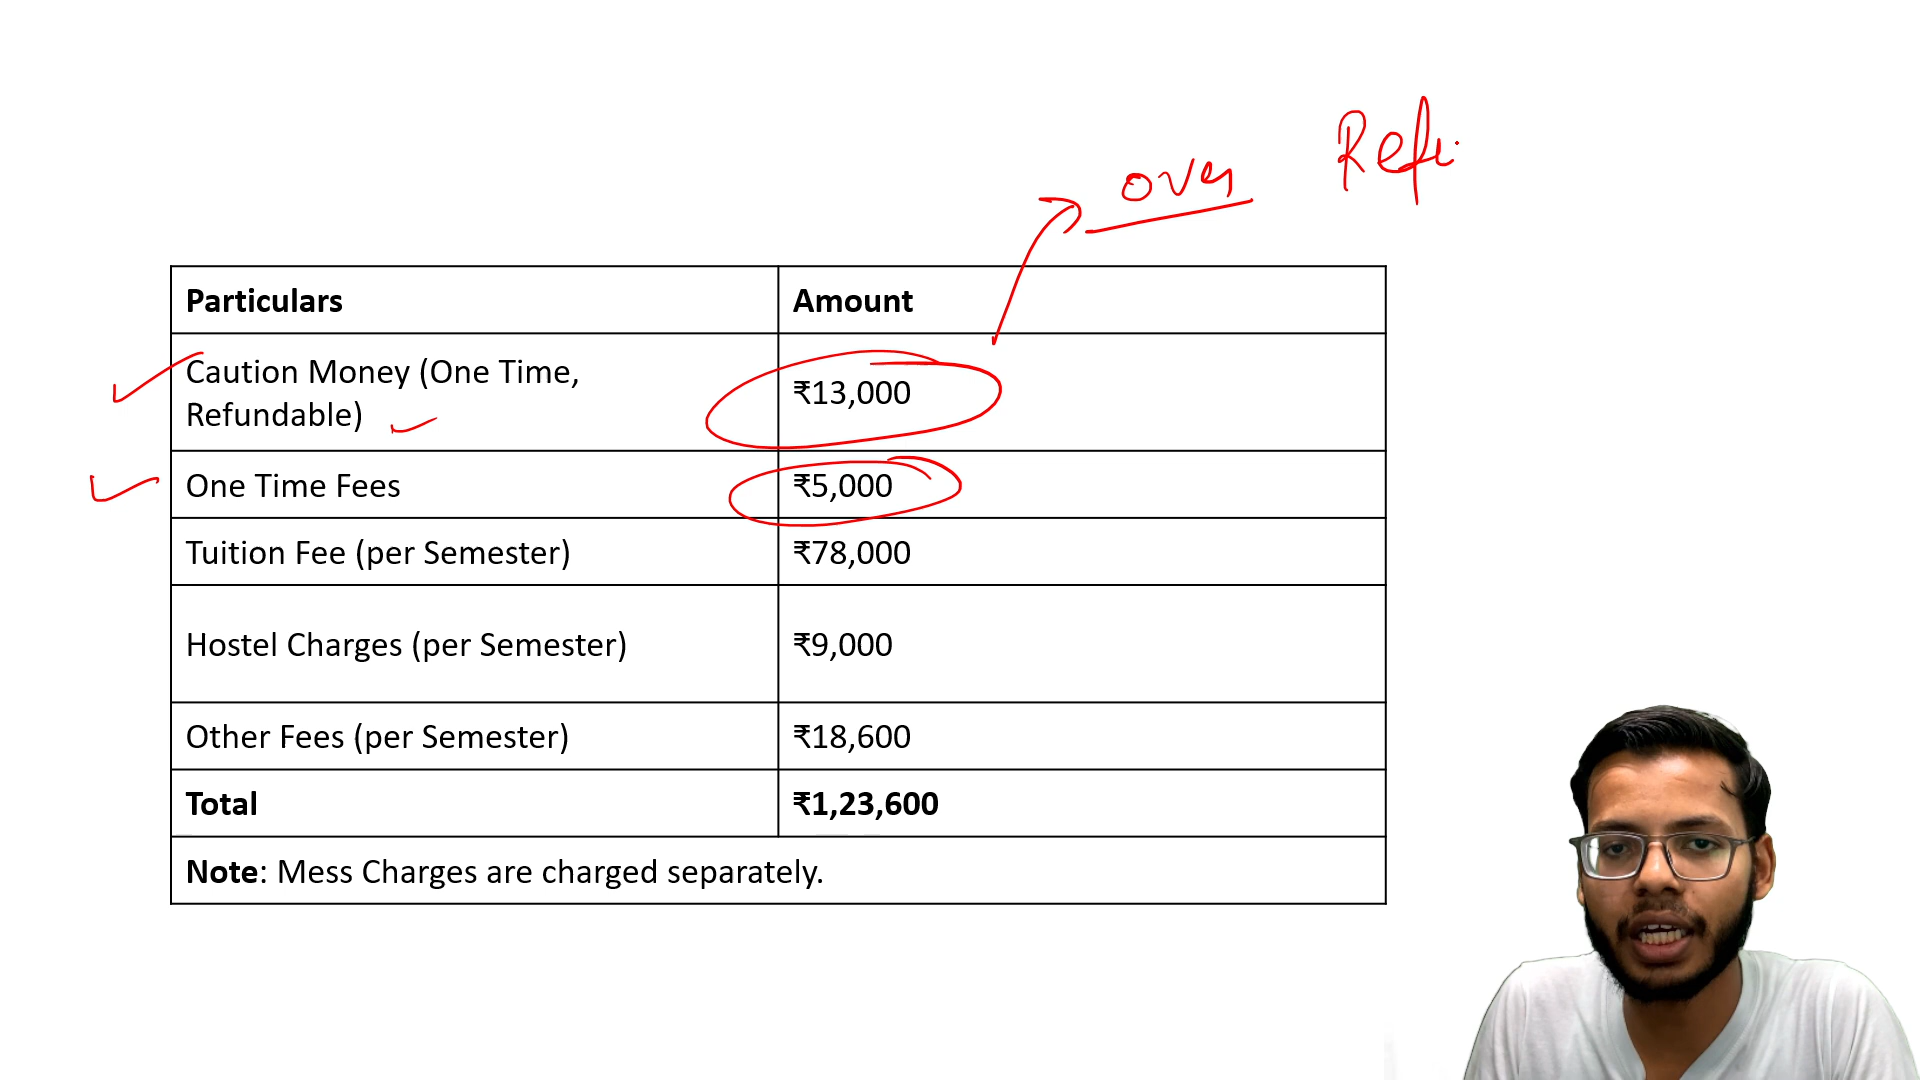 over Refu
Particulars Amount
Caution Money (One Time, Refundable) ₹13,000
One Time Fees ₹5,000
Tuition Fee (per Semester) ₹78,000
Hostel Charges (per Semester) ₹9,000
Other Fees (per Semester) ₹18,600
Total ₹1,23,600
Note: Mess Charges are charged separately.